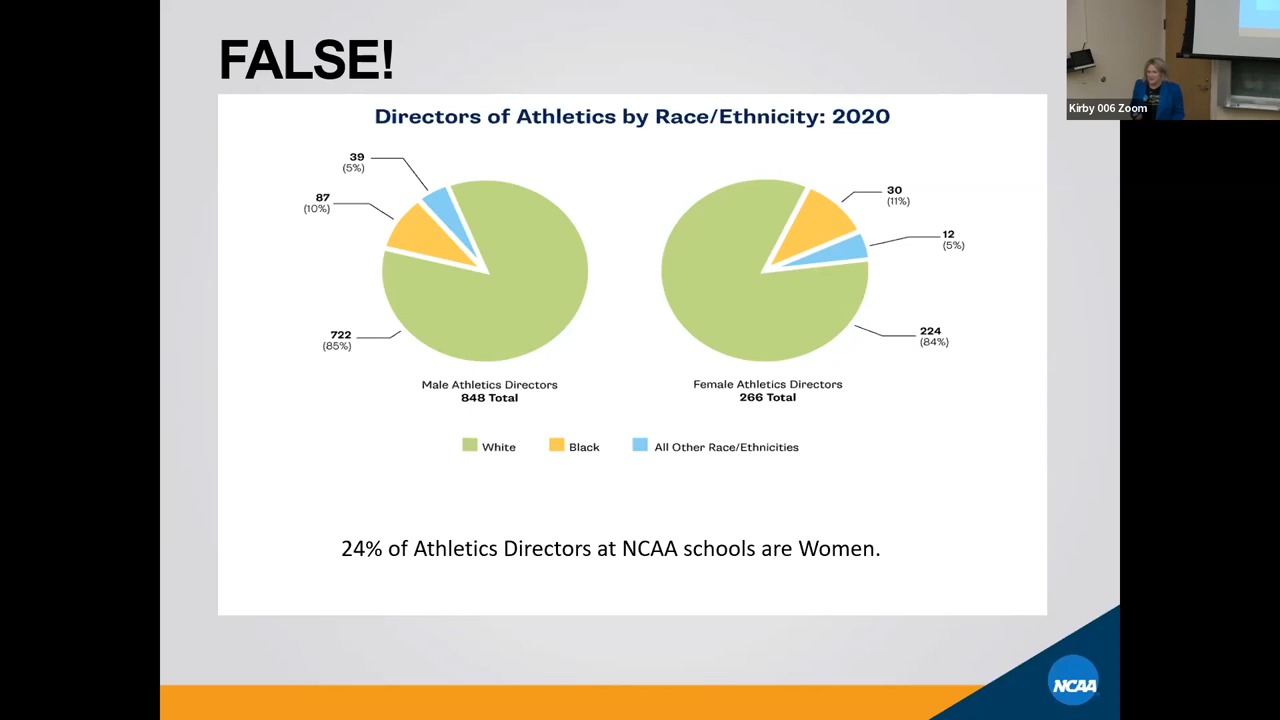 FALSE!
Directors of Athletics by Race/Ethnicity: 2020
39
(5%)
87
(10%)
722
(85%)
Male Athletics Directors
848 Total
30
(11%)
12
(5%)
224
(84%)
Female Athletics Directors
266 Total
White
Black
All Other Race/Ethnicities
24% of Athletics Directors at NCAA schools are Women.
NCAA
Kirby 006 Zoom